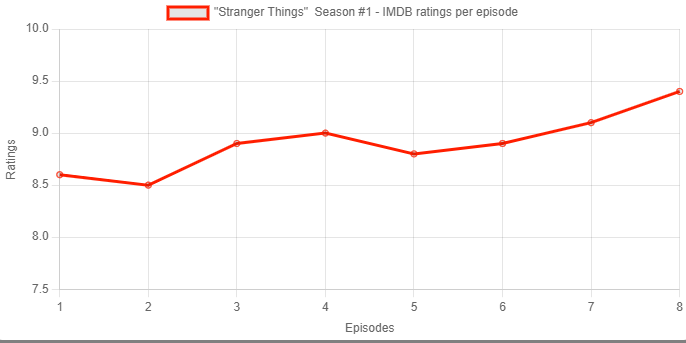 "Stranger Things"  Season #1 - IMDB ratings per episode
10.0
9.5
9.0
8.5
8.0
7.5
Ratings
1 2 3 4 5 6 7 8
Episodes